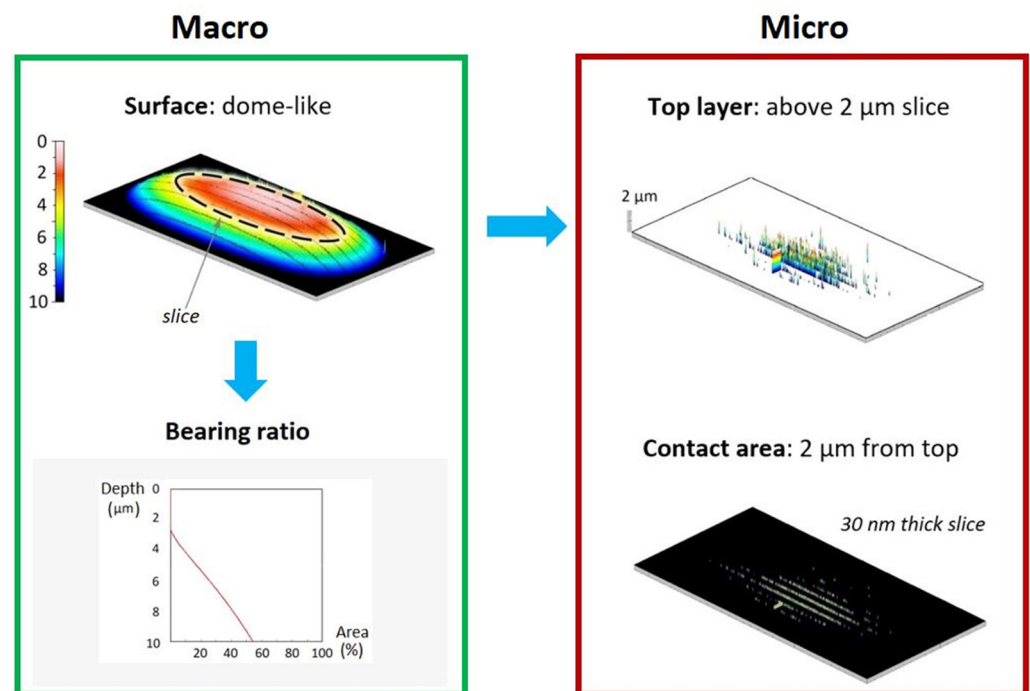 Macro
Surface: dome-like
0
2
4
6
8
10
slice
Bearing ratio
Depth
(μm)
0
2
4
6
8
10
20 40 60 80 100
Area
(%)
Micro
Top layer: above 2 μm slice
2 μm
Contact area: 2 μm from top
30 nm thick slice